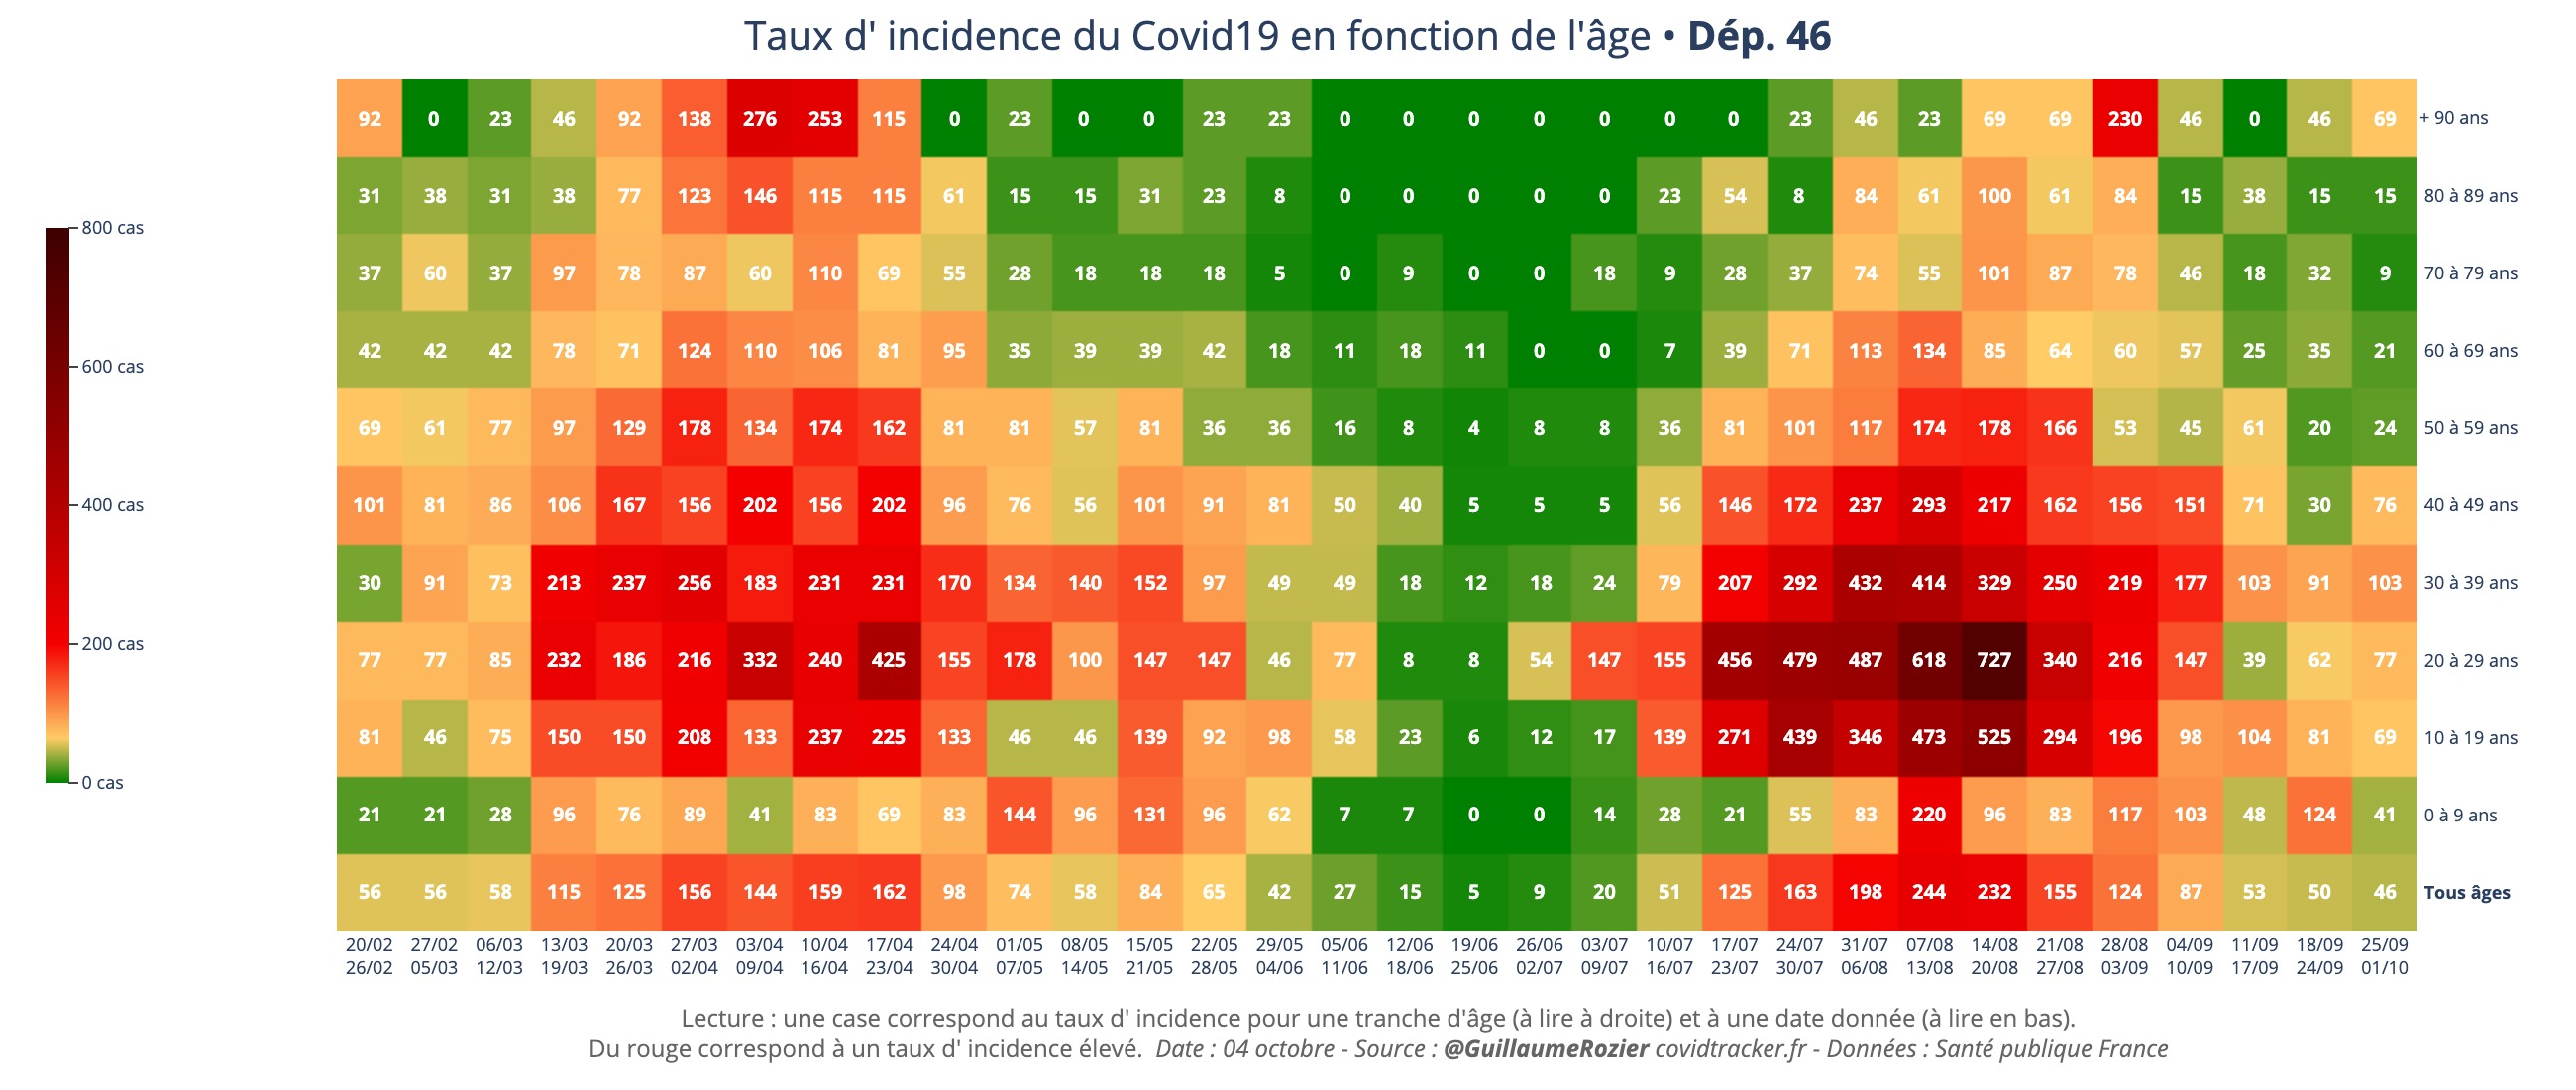 Taux d' incidence du Covid19 en fonction de l'âge • Dép. 46
92 0 23 46 92 138 276 253 115 0 23 0 0 23 23 0 0 0 0 0 0 0 23 46 23 69 69 230 46 0 46 69 + 90 ans
31 38 31 38 77 123 146 115 115 61 15 15 31 23 8 0 0 0 0 0 23 54 8 84 61 100 61 84 15 38 15 15 80 à 89 ans
800 cas
37 60 37 97 78 87 60 110 69 55 28 18 18 18 5 0 9 0 0 18 9 28 37 74 55 101 87 78 46 18 32 9 70 à 79 ans
42 42 42 78 71 124 110 106 81 95 35 39 39 42 18 11 18 11 0 0 7 39 71 113 134 85 64 60 57 25 35 21 60 à 69 ans
600 cas
69 61 77 97 129 178 134 174 162 81 81 57 81 36 36 16 8 4 8 8 36 81 101 117 174 178 166 53 45 61 20 24 50 à 59 ans
400 cas
101 81 86 106 167 156 202 156 202 96 76 56 101 91 81 50 40 5 5 5 56 146 172 237 293 217 162 156 151 71 30 76 40 à 49 ans
30 91 73 213 237 256 183 231 231 170 134 140 152 97 49 49 18 12 18 24 79 207 292 432 414 329 250 219 177 103 91 103 30 à 39 ans
200 cas
77 77 85 232 186 216 332 240 425 155 178 100 147 147 46 77 8 8 54 147 155 456 479 487 618 727 340 216 147 39 62 77 20 à 29 ans
81 46 75 150 150 208 133 237 225 133 46 46 139 92 98 58 23 6 12 17 139 271 439 346 473 525 294 196 98 104 81 69 10 à 19 ans
0 cas
21 21 28 96 76 89 41 83 69 83 144 96 131 96 62 7 7 0 0 14 28 21 55 83 220 96 83 117 103 48 124 41 0 à 9 ans
56 56 58 115 125 156 144 159 162 98 74 58 84 65 42 27 15 5 9 20 51 125 163 198 244 232 155 124 87 53 50 46 Tous âges
20/02 27/02 06/03 13/03 20/03 27/03 03/04 10/04 17/04 24/04 01/05 08/05 15/05 22/05 29/05 05/06 12/06 19/06 26/06 03/07 10/07 17/07 24/07 31/07 07/08 14/08 21/08 28/08 04/09 11/09 18/09 25/09
26/02 05/03 12/03 19/03 26/03 02/04 09/04 16/04 23/04 30/04 07/05 14/05 21/05 28/05 04/06 11/06 18/06 25/06 02/07 09/07 16/07 23/07 30/07 06/08 13/08 20/08 27/08 03/09 10/09 17/09 24/09 01/10
Lecture : une case correspond au taux d' incidence pour une tranche d'âge (à lire à droite) et à une date donnée (à lire en bas).
Du rouge correspond à un taux d' incidence élevé. Date : 04 octobre - Source : @GuillaumeRozier covidtracker.fr - Données : Santé publique France